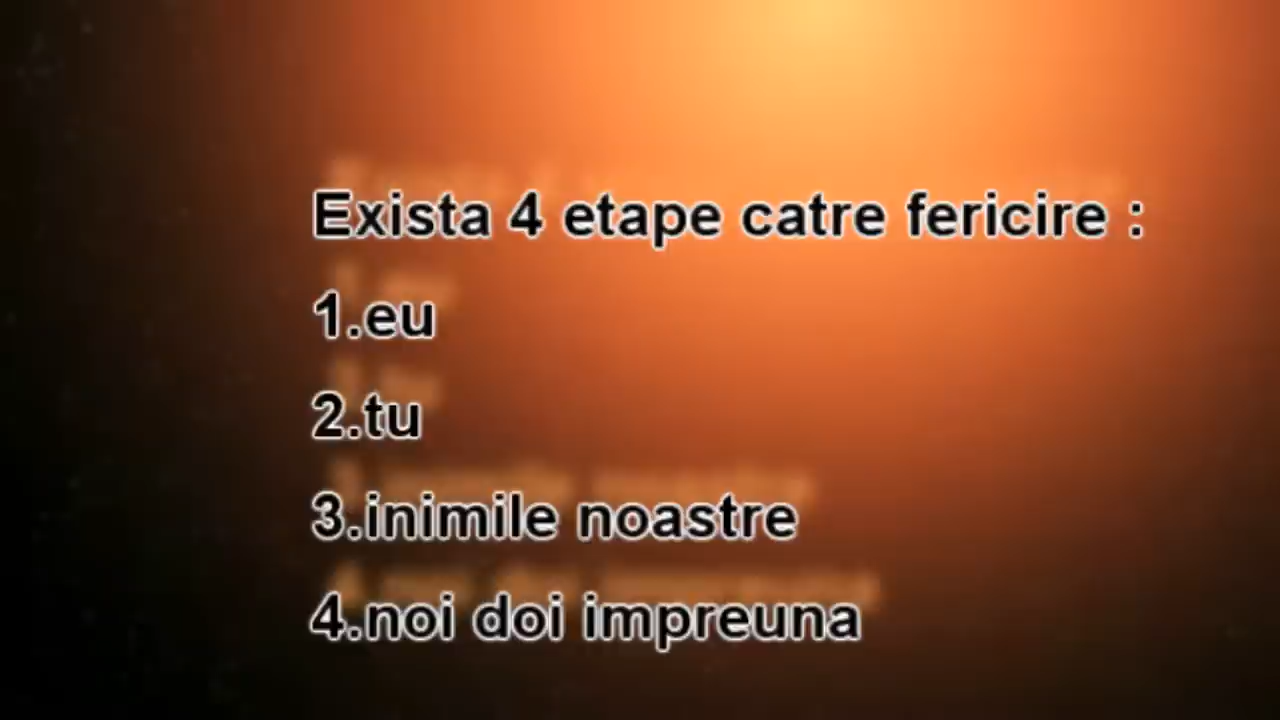 Exista 4 etape catre fericire :
1.eu
2.tu
3.inimile noastre
4.noi doi impreuna